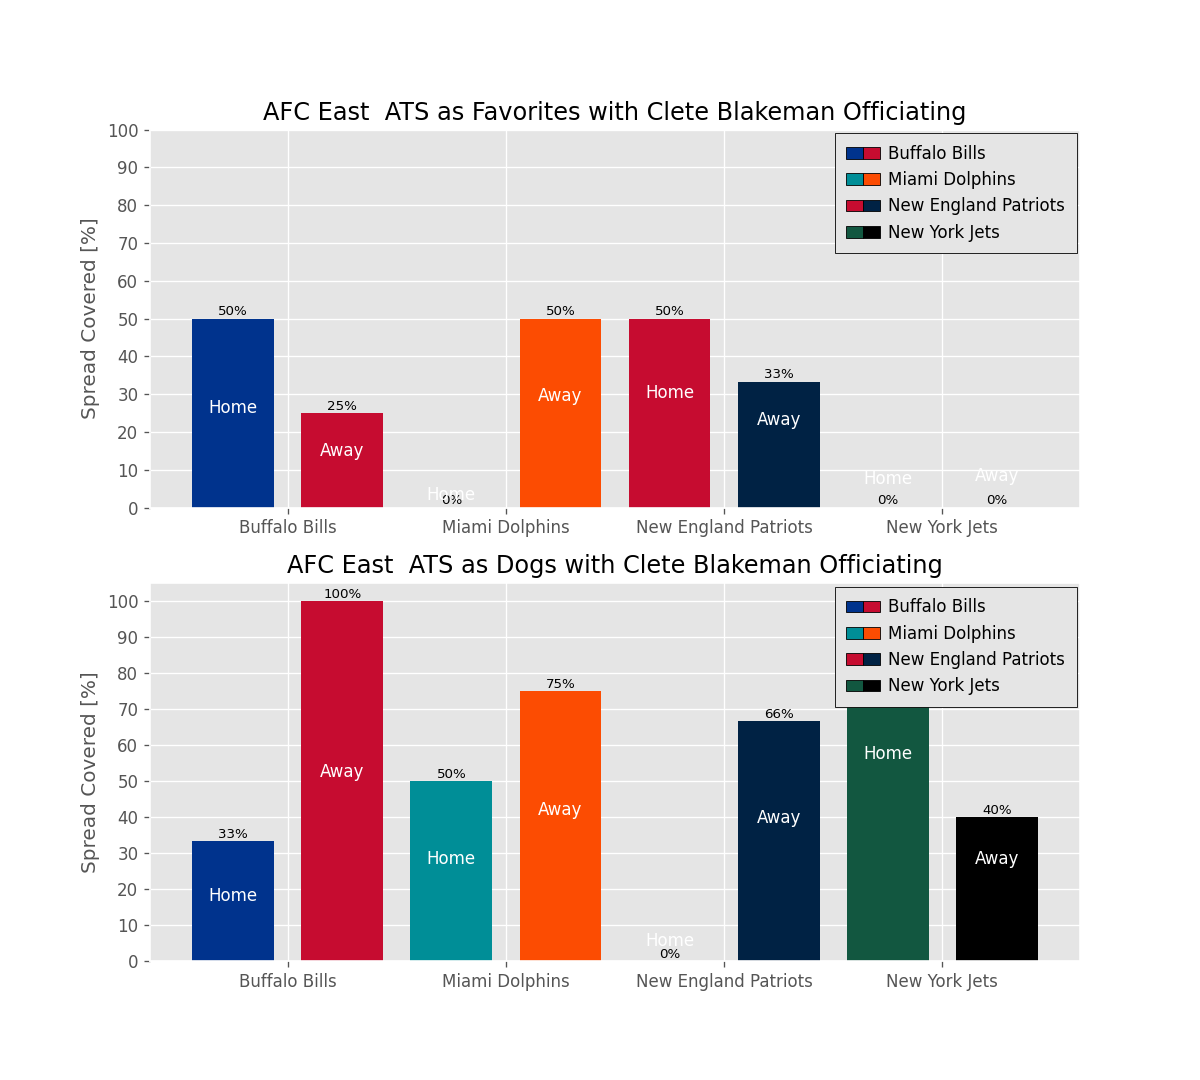 AFC East  ATS as Favorites with Clete Blakeman Officiating
Spread Covered [%]
100
90
80
70
60
50
40
30
20
10
0
Buffalo Bills
Miami Dolphins
New England Patriots
New York Jets
50%
25%
0%
50%
50%
33%
0%
0%
Home
Away
Home
Away
Home
Away
Home
Away
Buffalo Bills
Miami Dolphins
New England Patriots
New York Jets
AFC East  ATS as Dogs with Clete Blakeman Officiating
Spread Covered [%]
100
90
80
70
60
50
40
30
20
10
0
Buffalo Bills
Miami Dolphins
New England Patriots
New York Jets
33%
100%
50%
75%
0%
66%
40%
Home
Away
Home
Away
Home
Away
Home
Away
Buffalo Bills
Miami Dolphins
New England Patriots
New York Jets